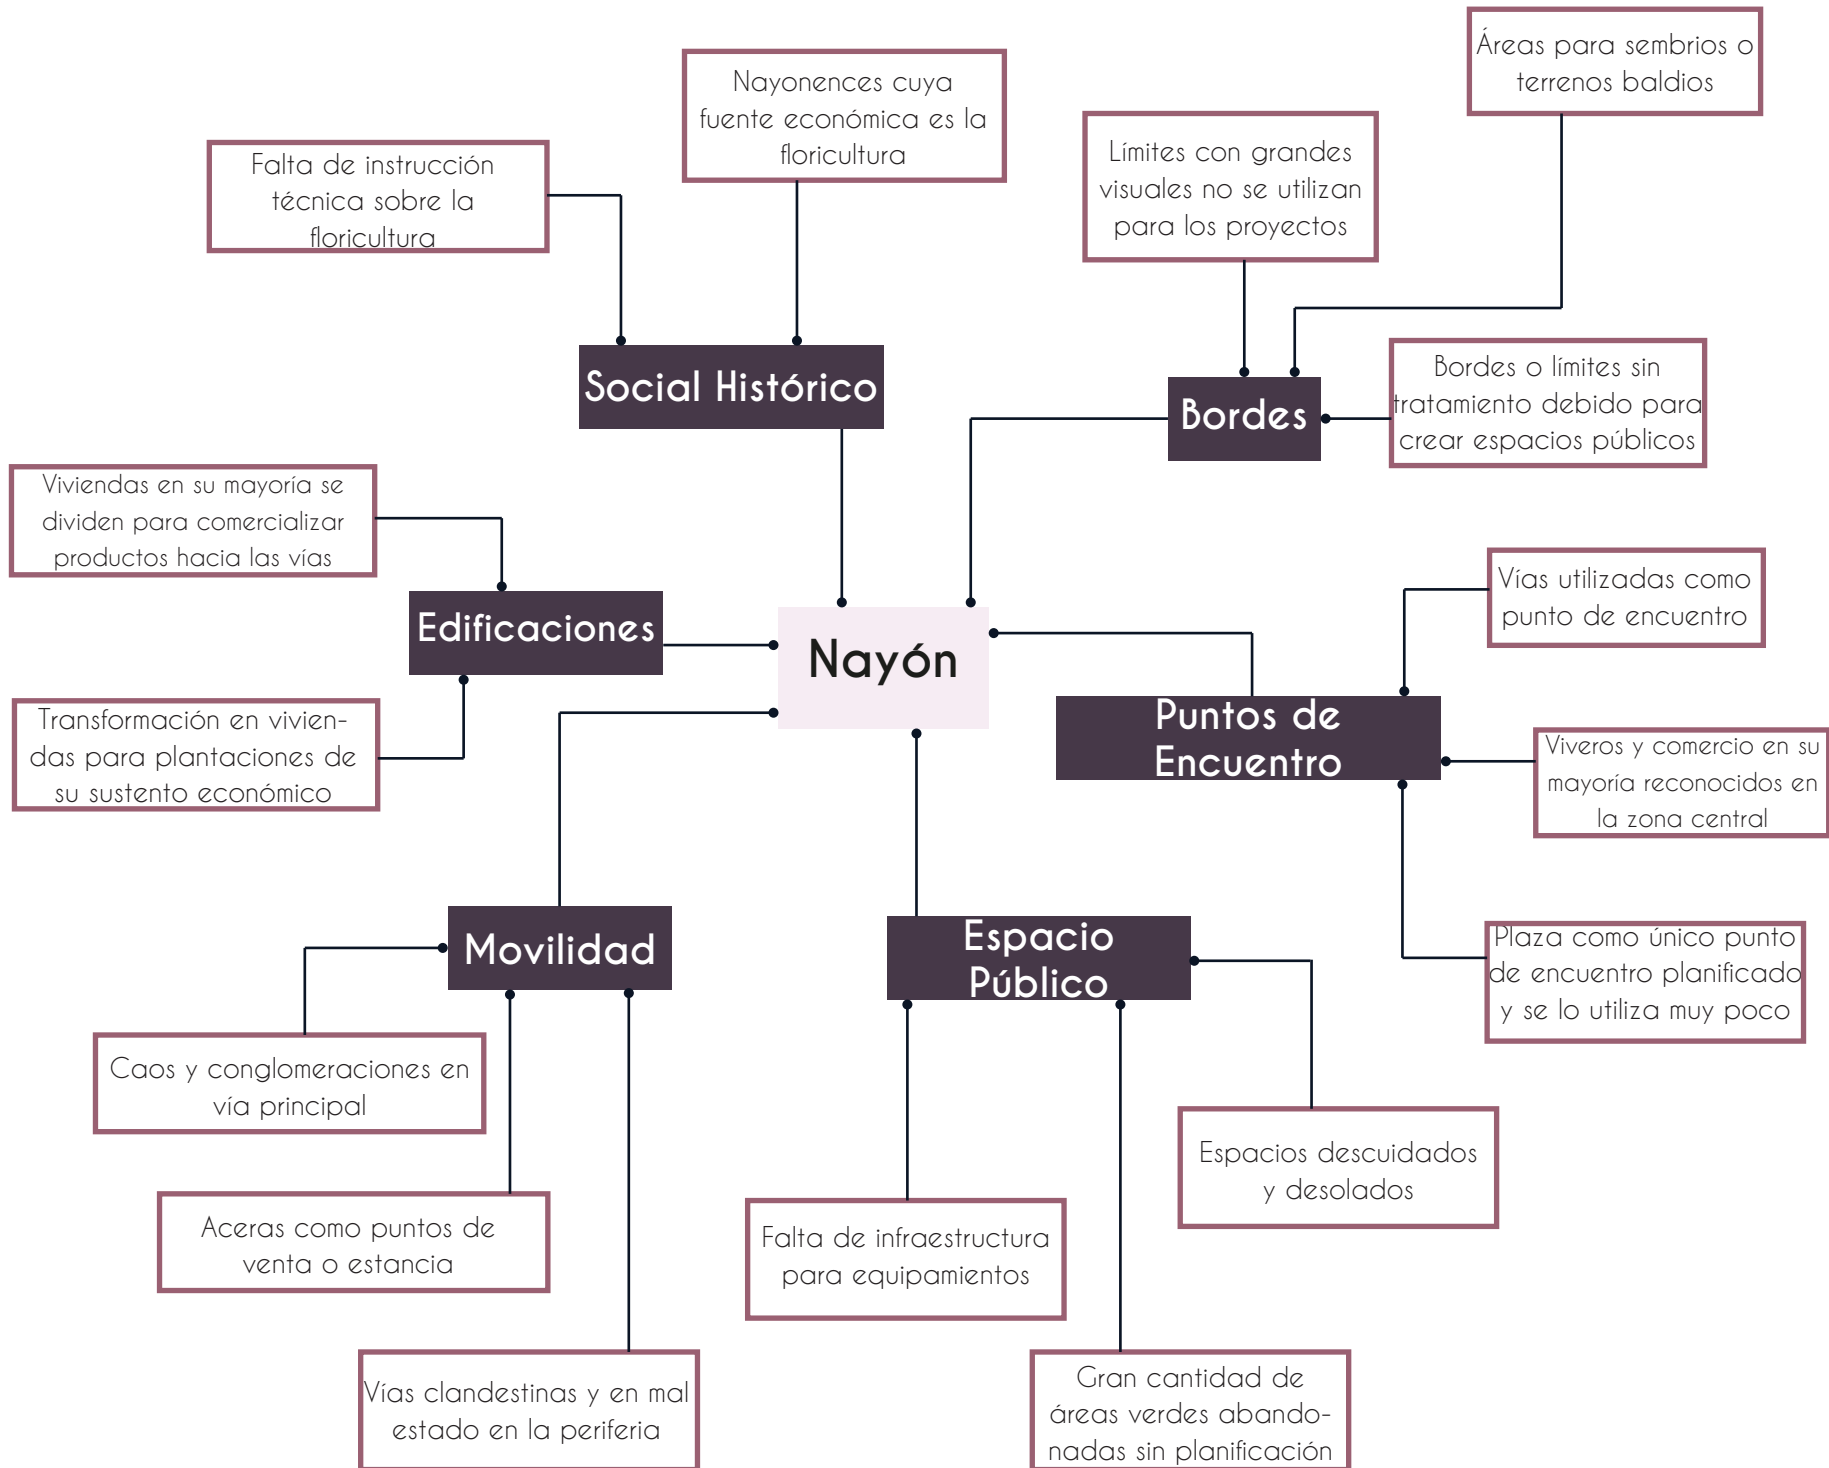 Áreas para sembrios o
terrenos baldios
Nayonences cuya
fuente económica es la
floricultura
Límites con grandes
visuales no se utilizan
para los proyectos
Falta de instrucción
técnica sobre la
floricultura
Social Histórico
Bordes
Bordes o límites sin
tratamiento debido para
crear espacios públicos
Viviendas en su mayoría se
dividen para comercializar
productos hacia las vías
Edificaciones
Nayón
Vías utilizadas como
punto de encuentro
Transformación en vivien-
das para plantaciones de
su sustento económico
Puntos de
Encuentro
Viveros y comercio en su
mayoría reconocidos en
la zona central
Movilidad
Espacio
Público
Plaza como único punto
de encuentro planificado
y se lo utiliza muy poco
Caos y conglomeraciones en
vía principal
Espacios descuidados
y desolados
Aceras como puntos de
venta o estancia
Falta de infraestructura
para equipamientos
Vías clandestinas y en mal
estado en la periferia
Gran cantidad de
áreas verdes abando-
nadas sin planificación